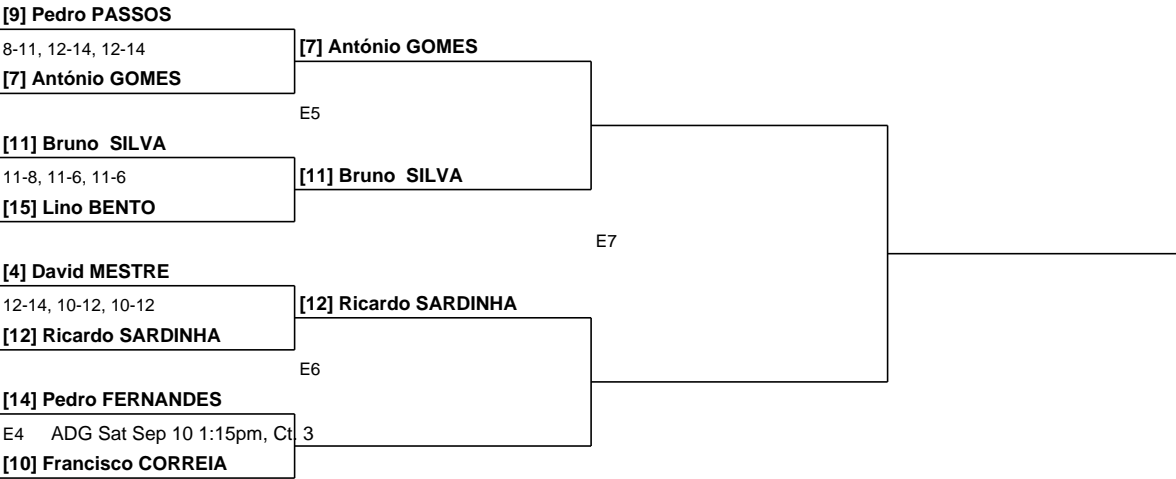 [9] Pedro PASSOS
8-11, 12-14, 12-14
[7] António GOMES
[7] António GOMES
E5
[11] Bruno  SILVA
11-8, 11-6, 11-6
[11] Bruno  SILVA
[15] Lino BENTO
E7
[4] David MESTRE
12-14, 10-12, 10-12
[12] Ricardo SARDINHA
[12] Ricardo SARDINHA
E6
[14] Pedro FERNANDES
E4 ADG Sat Sep 10 1:15pm, Ct. 3
[10] Francisco CORREIA